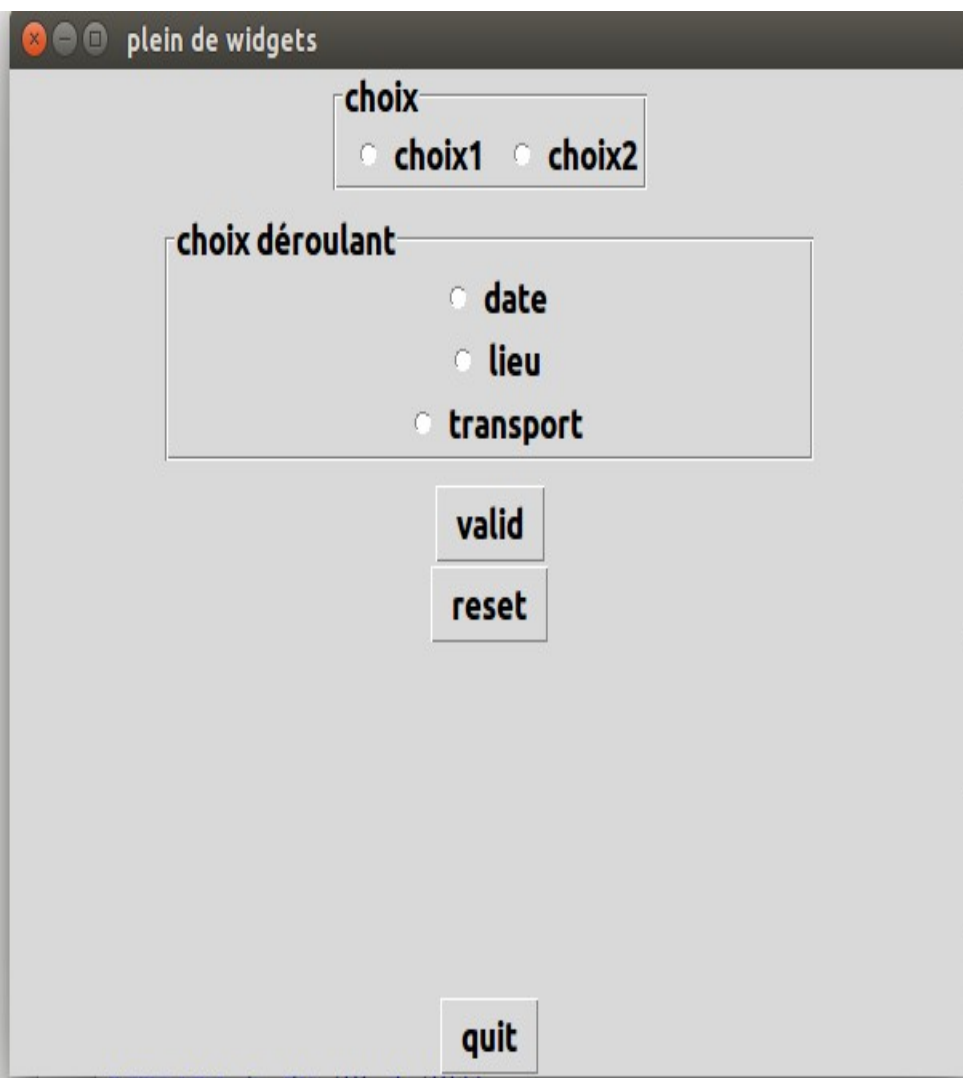 plein de widgets
choix
choix1 choix2
choix déroulant
date
lieu
transport
valid
reset
quit